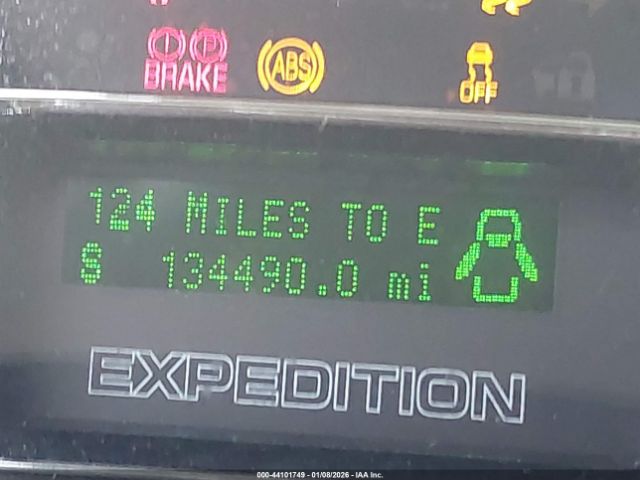 BRAKE
ABS
OFF
124 MILES TO E
S 134490.0 mi
EXPEDITION
000-44101749 - 01/08/2026 - IAA Inc.